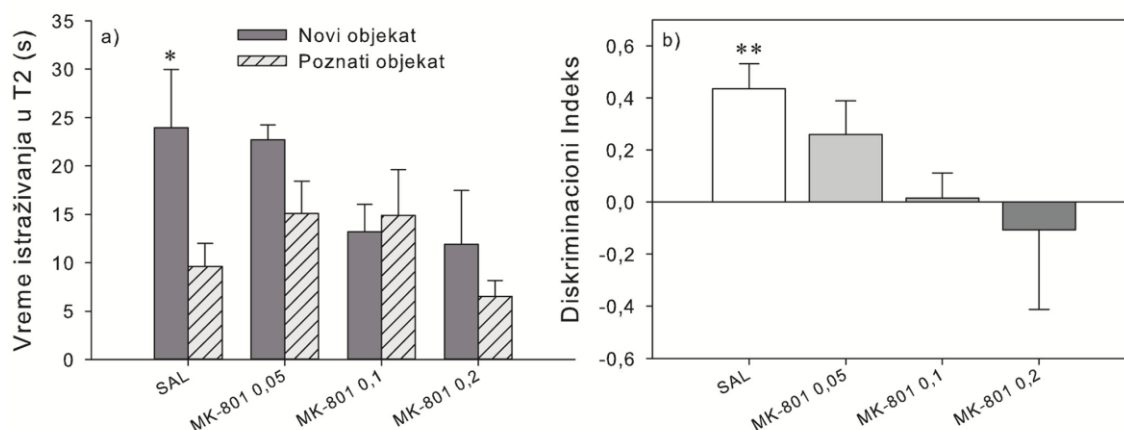 a)
*
Novi objekat
Poznati objekat
Vreme istraživanja u T2 (s)
35
30
25
20
15
10
5
0
SAL
MK-801 0,05
MK-801 0,1
MK-801 0,2
b)
**
Diskriminacioni Indeks
0,6
0,4
0,2
0,0
-0,2
-0,4
-0,6
SAL
MK-801 0,05
MK-801 0,1
MK-801 0,2